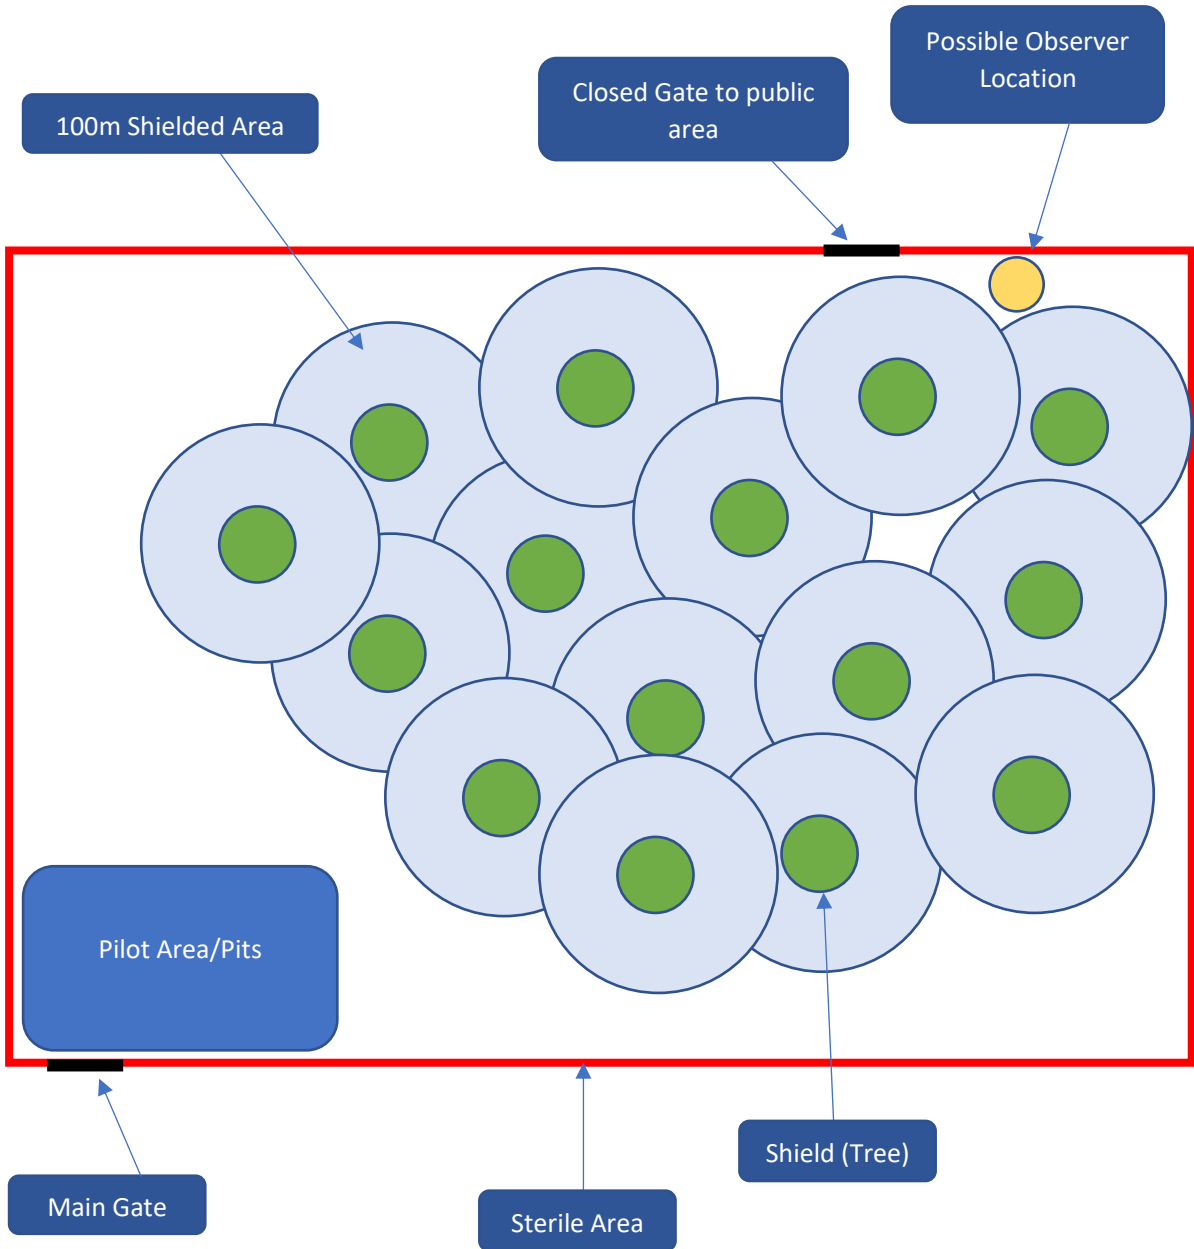 Possible Observer
Location
Closed Gate to public
area
100m Shielded Area
Pilot Area/Pits
Shield (Tree)
Main Gate
Sterile Area